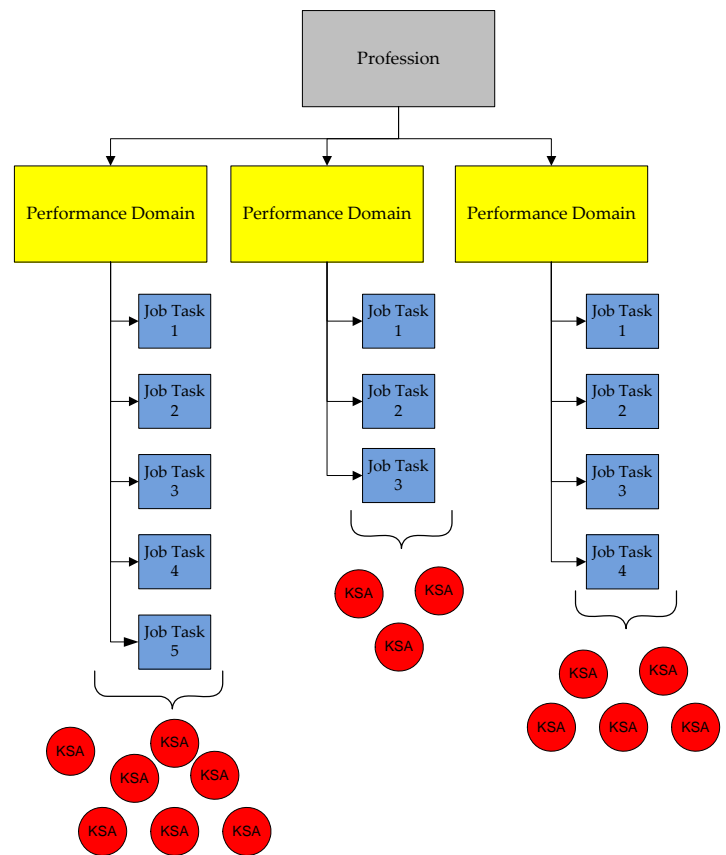 Profession
Performance Domain
Performance Domain
Performance Domain
Job Task
1
Job Task
2
Job Task
3
Job Task
4
Job Task
5
KSA
KSA
KSA
KSA
KSA
KSA
KSA
Job Task
1
Job Task
2
Job Task
3
KSA
KSA
KSA
Job Task
1
Job Task
2
Job Task
3
Job Task
4
KSA
KSA
KSA
KSA
KSA